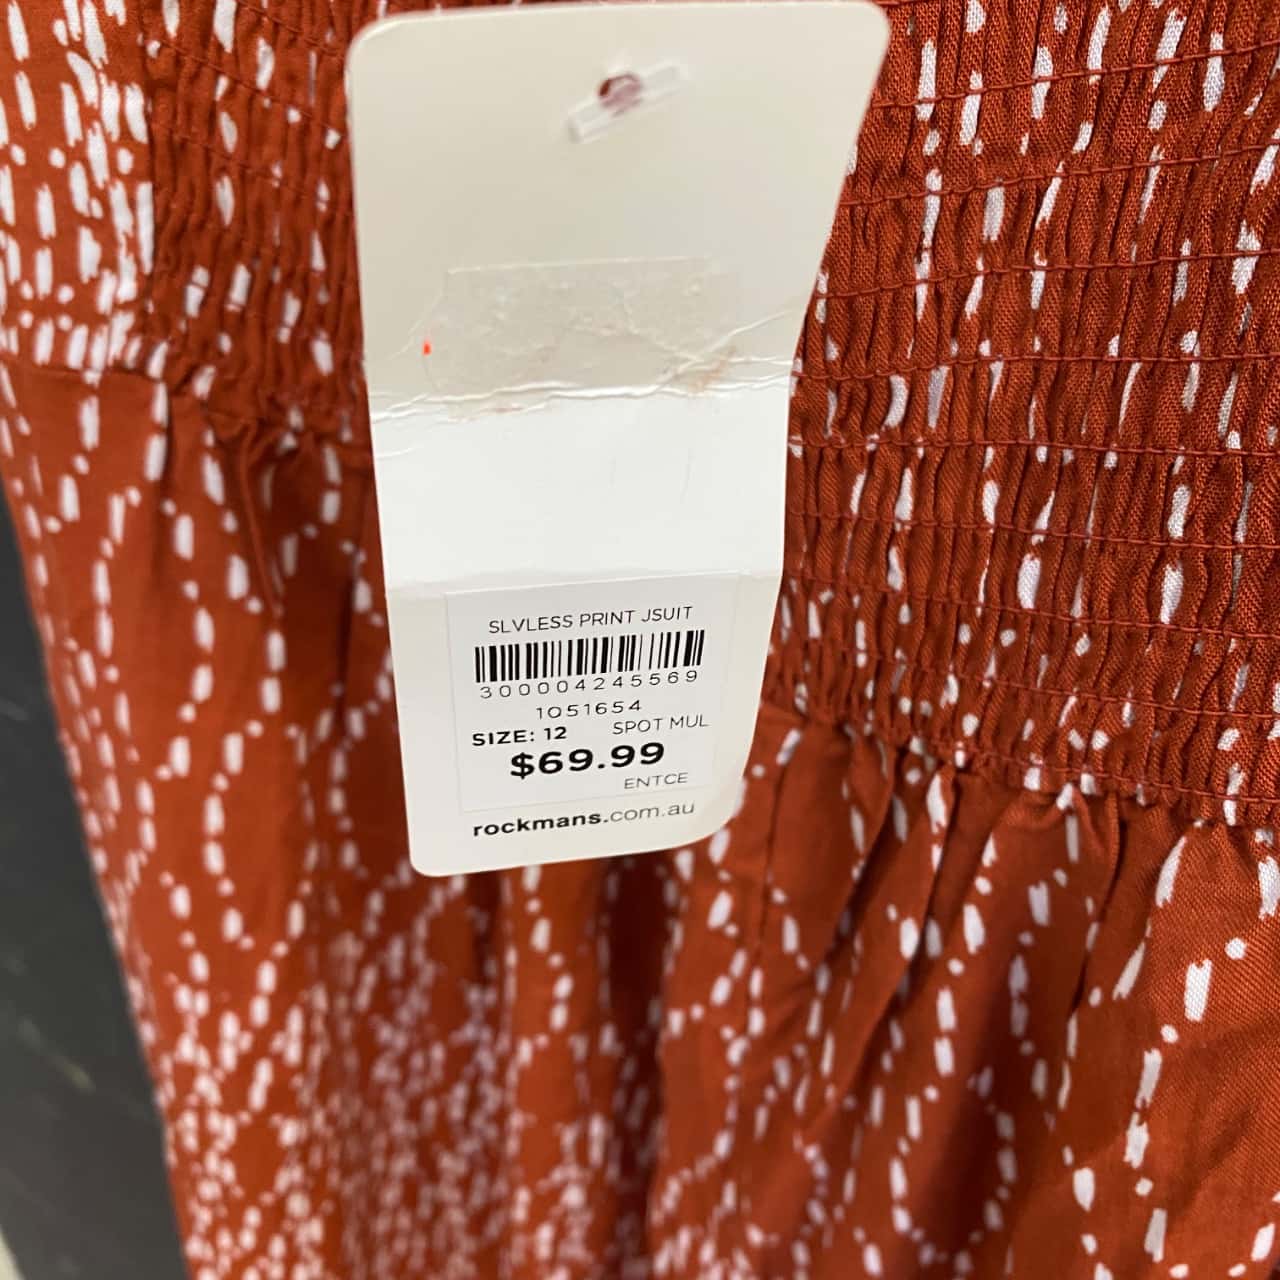 SLVLESS PRINT JSUIT
300004245569
1051654
SIZE: 12 SPOT MUL
$69.99
ENTCE
rockmans.com.au